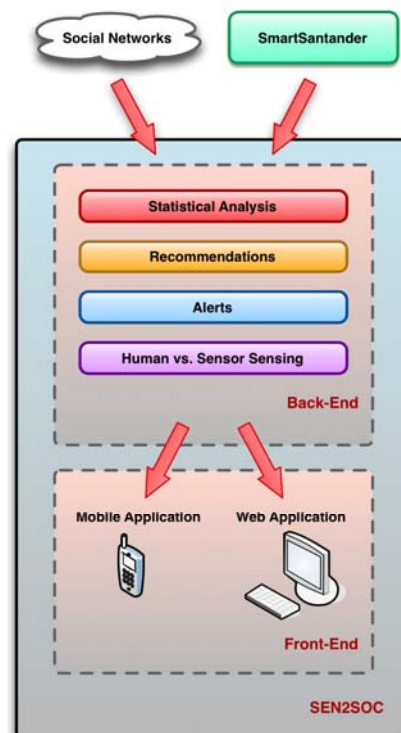 Social Networks
SmartSantander
Statistical Analysis
Recommendations
Alerts
Human vs. Sensor Sensing
Back-End
Mobile Application
Web Application
Front-End
SEN2SOC